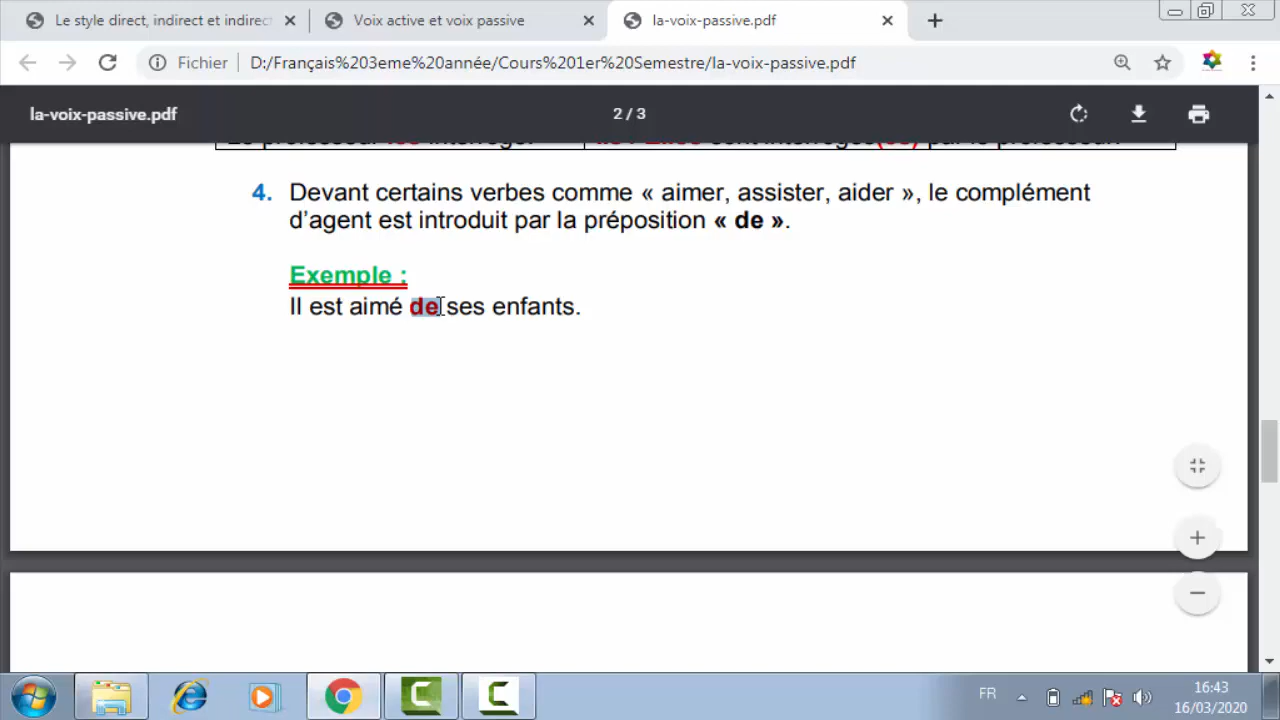 Le style direct, indirect et indirec
Voix active et voix passive
la-voix-passive.pdf
Fichier
D:/Français%203eme%20année/Cours%201er%20Semestre/la-voix-passive.pdf
la-voix-passive.pdf
2 / 3
4. Devant certains verbes comme « aimer, assister, aider », le complément
d'agent est introduit par la préposition « de ».
Exemple :
Il est aimé de ses enfants.
FR
16:43
16/03/2020